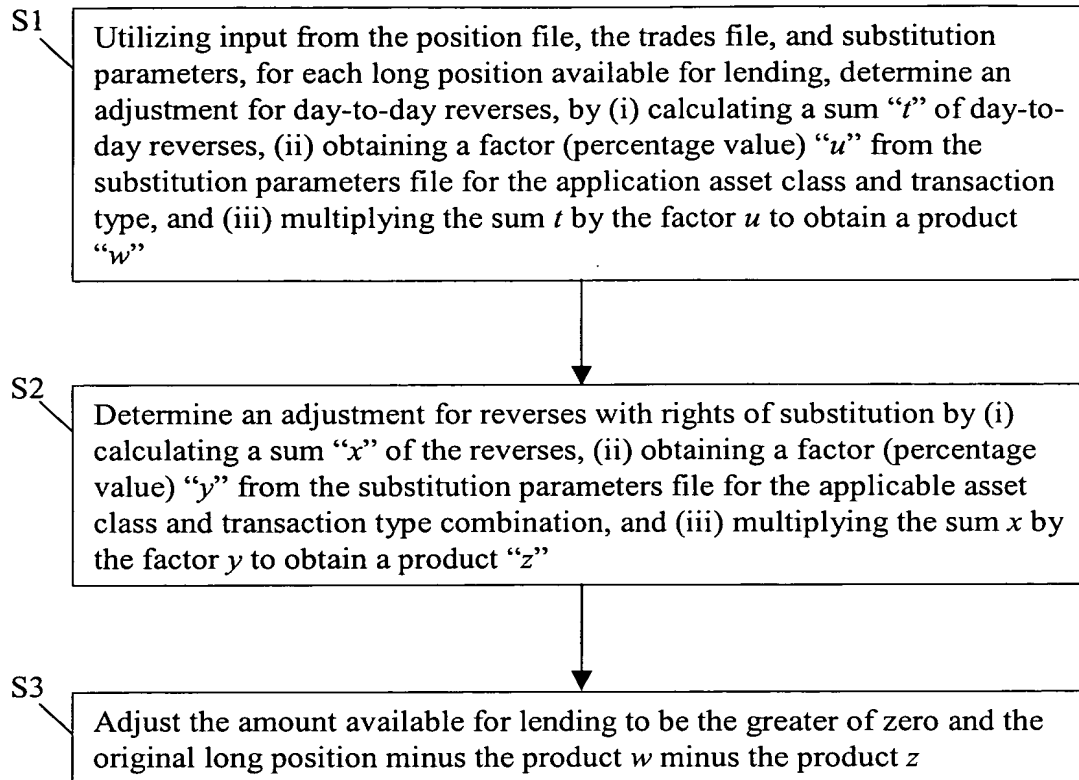 S1
Utilizing input from the position file, the trades file, and substitution
parameters, for each long position available for lending, determine an
adjustment for day-to-day reverses, by (i) calculating a sum “t” of day-to-
day reverses, (ii) obtaining a factor (percentage value) “u” from the
substitution parameters file for the application asset class and transaction
type, and (iii) multiplying the sum t by the factor u to obtain a product
“w”
S2
Determine an adjustment for reverses with rights of substitution by (i)
calculating a sum “x” of the reverses, (ii) obtaining a factor (percentage
value) “y” from the substitution parameters file for the applicable asset
class and transaction type combination, and (iii) multiplying the sum x by
the factor y to obtain a product “z”
S3
Adjust the amount available for lending to be the greater of zero and the
original long position minus the product w minus the product z